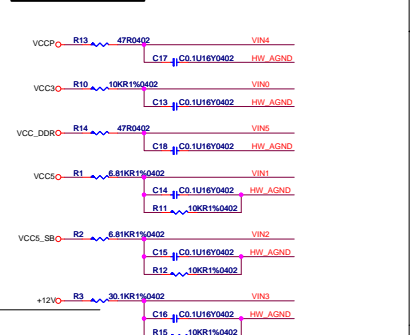 VCCP R13 47R0402 VIN4
C17 C0.1U16Y0402 HW_AGND
VCC3 R10 10KR1%0402 VIN0
C13 C0.1U16Y0402 HW_AGND
VCC_DDR R14 47R0402 VIN5
C18 C0.1U16Y0402 HW_AGND
VCC5 R1 6.81KR1%0402 VIN1
C14 C0.1U16Y0402 HW_AGND
R11 10KR1%0402
VCC5_SB R2 6.81KR1%0402 VIN2
C15 C0.1U16Y0402 HW_AGND
R12 10KR1%0402
+12V R3 30.1KR1%0402 VIN3
C16 C0.1U16Y0402 HW_AGND
R15 10KR1%0402